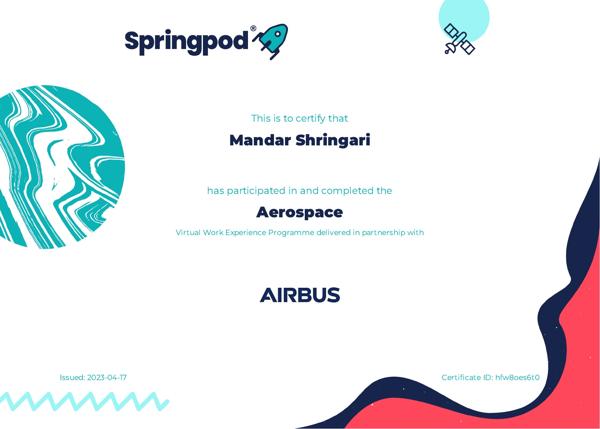 Springpod®
This is to certify that
Mandar Shringari
has participated in and completed the
Aerospace
Virtual Work Experience Programme delivered in partnership with
AIRBUS
Issued: 2023-04-17
Certificate ID: hfw8oes6t0